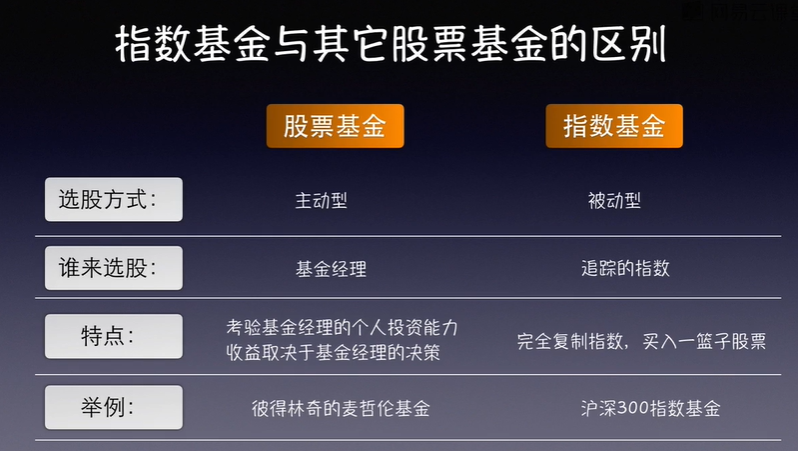 指数基金与其它股票基金的区别
股票基金 指数基金
选股方式： 主动型 被动型
谁来选股： 基金经理 追踪的指数
特点： 考验基金经理的个人投资能力
收益取决于基金经理的决策 完全复制指数，买入一篮子股票
举例： 彼得林奇的麦哲伦基金 沪深300指数基金